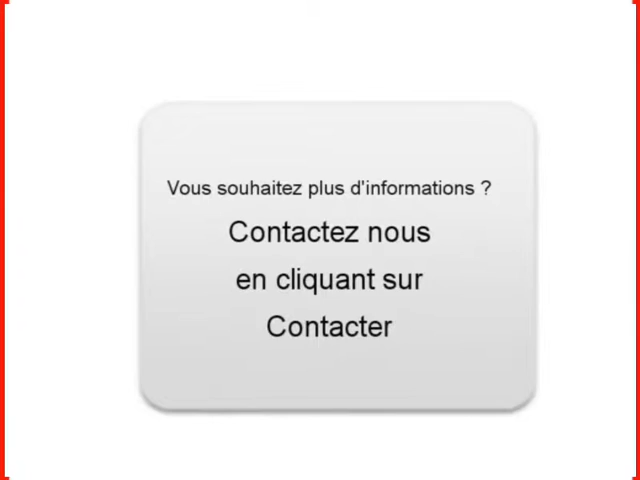 Vous souhaitez plus d'informations ?
Contactez nous
en cliquant sur
Contacter